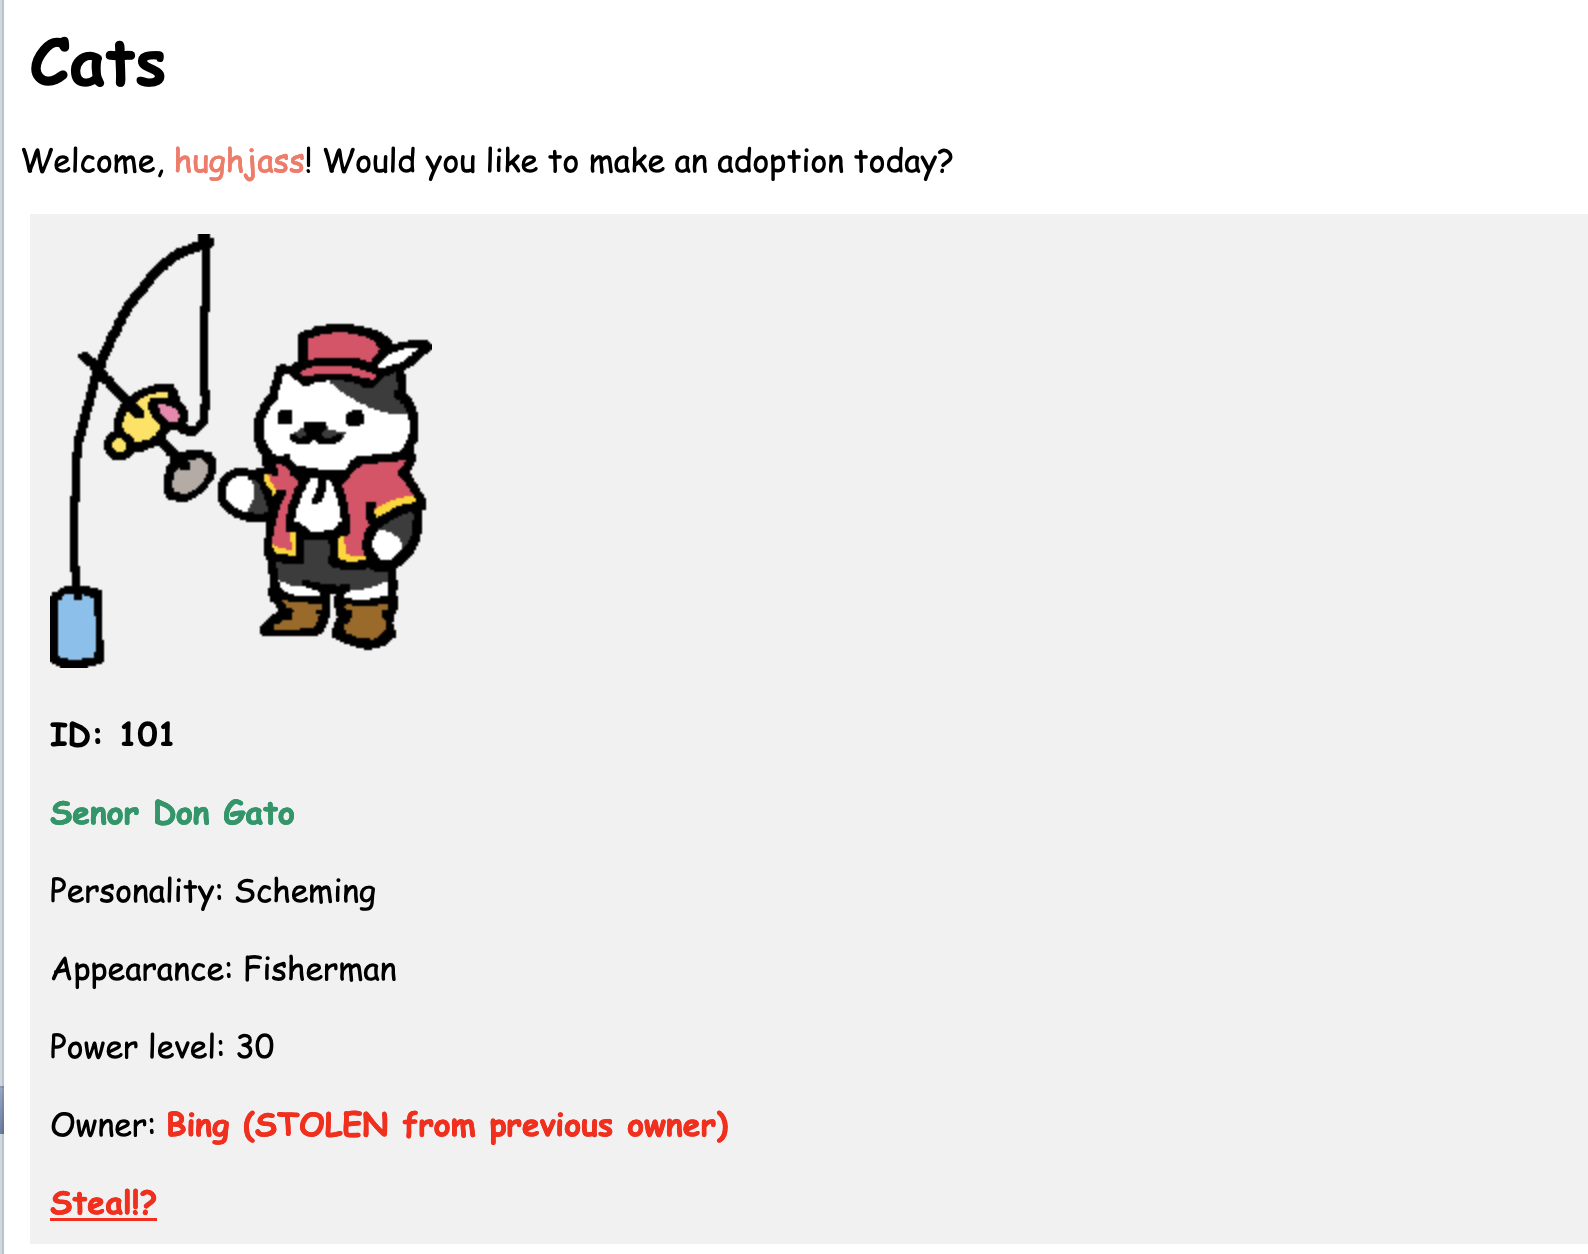 Cats
Welcome, hughjass! Would you like to make an adoption today?
ID: 101
Senor Don Gato
Personality: Scheming
Appearance: Fisherman
Power level: 30
Owner: Bing (STOLEN from previous owner)
Steal!?